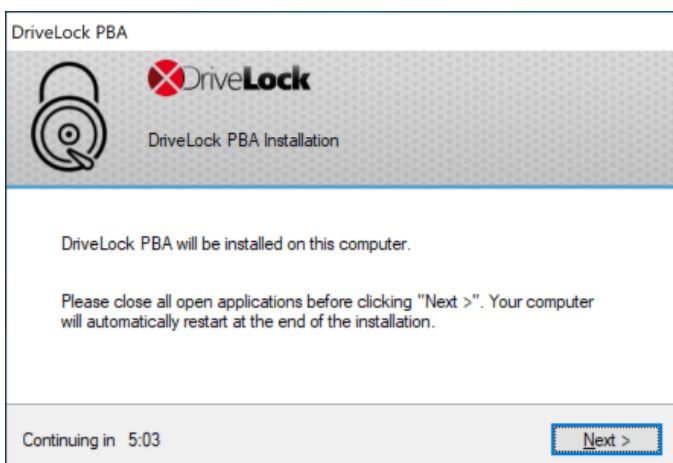 DriveLock PBA
DriveLock
DriveLock PBA Installation
DriveLock PBA will be installed on this computer.
Please close all open applications before clicking "Next >". Your computer
will automatically restart at the end of the installation.
Continuing in 5:03
Next >